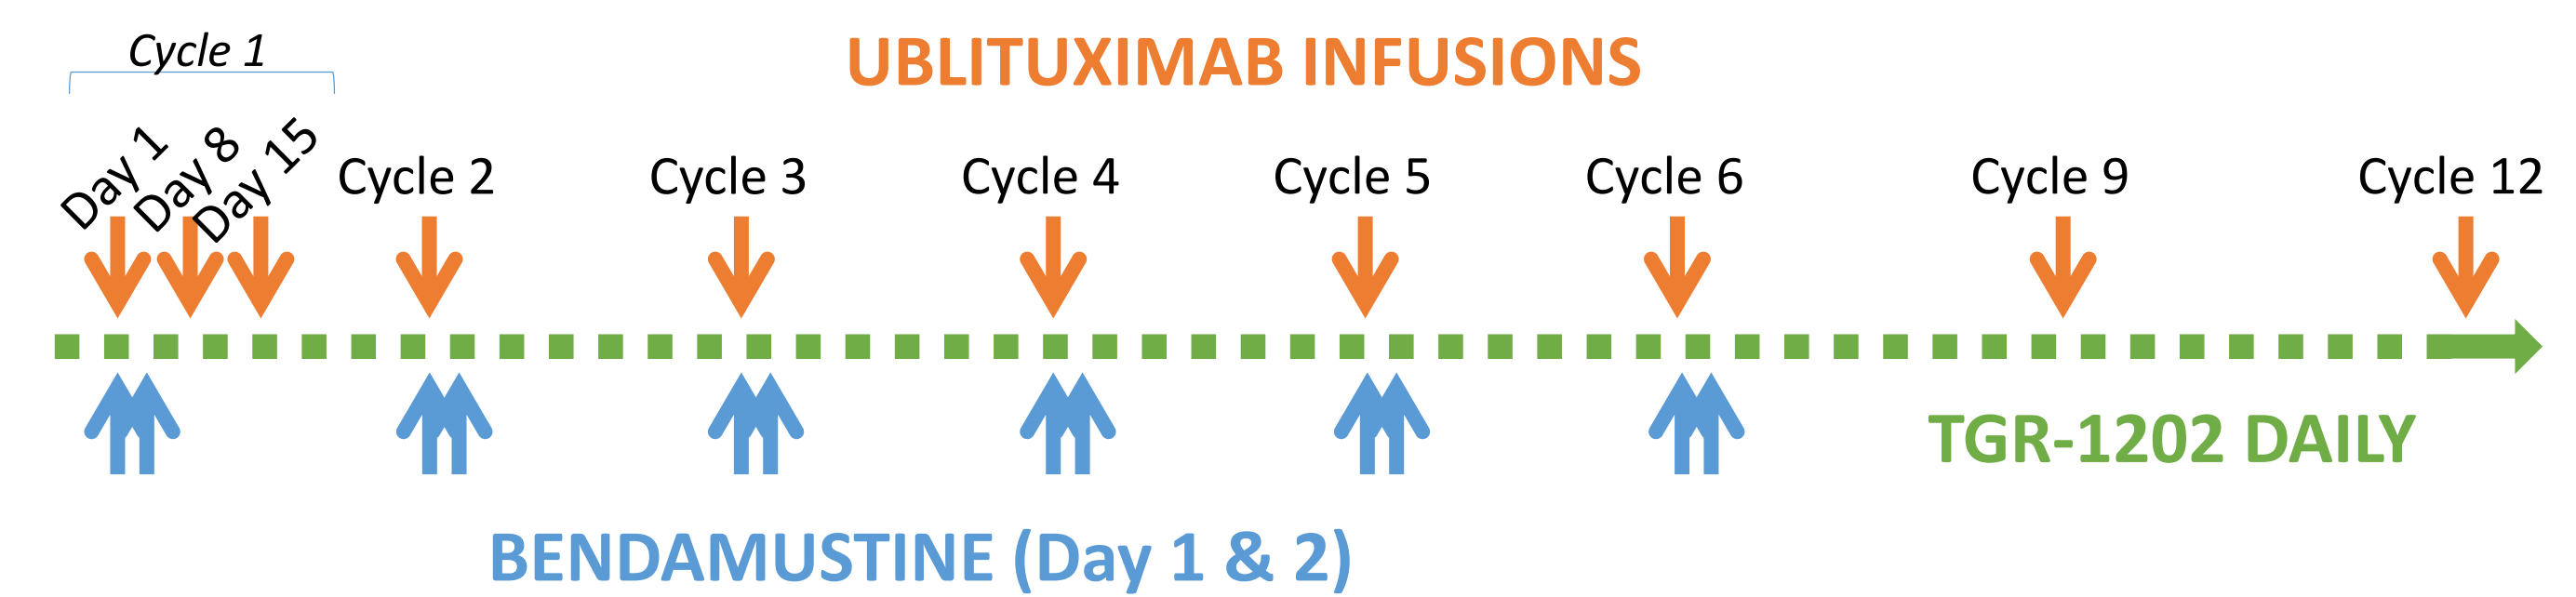 Cycle 1
UBLITUXIMAB INFUSIONS
Day 1
Day 8
Day 15
Cycle 2
Cycle 3
Cycle 4
Cycle 5
Cycle 6
Cycle 9
Cycle 12
TGR-1202 DAILY
BENDAMUSTINE (Day 1 & 2)